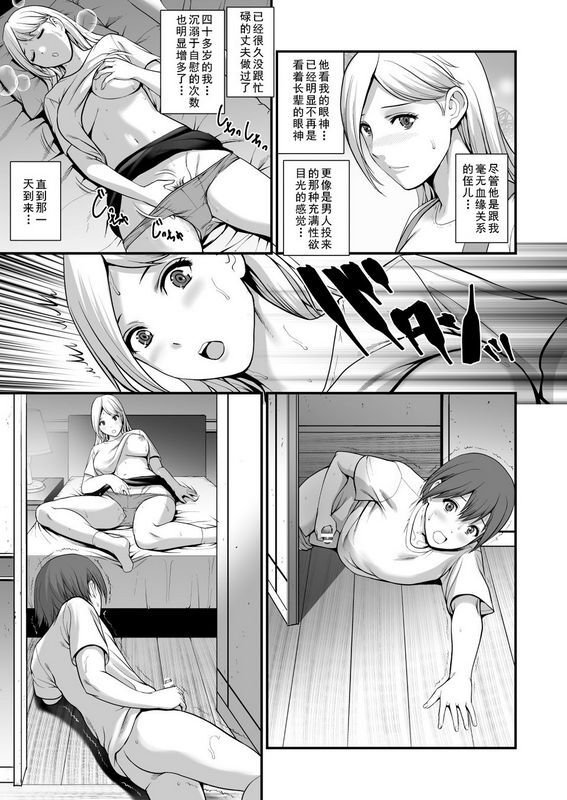 他看我的眼神
已经明显不再是
看着长辈的眼神
尽管他是跟我
毫无血缘关系
的侄儿…
更像是男人投来
的那种充满性欲
目光的感觉…
已经很久没跟忙
碌的丈夫做过了
四十多岁的我…
沉溺于自慰的次数
也明显增多了…
直到那一
天到来…
バタン!!